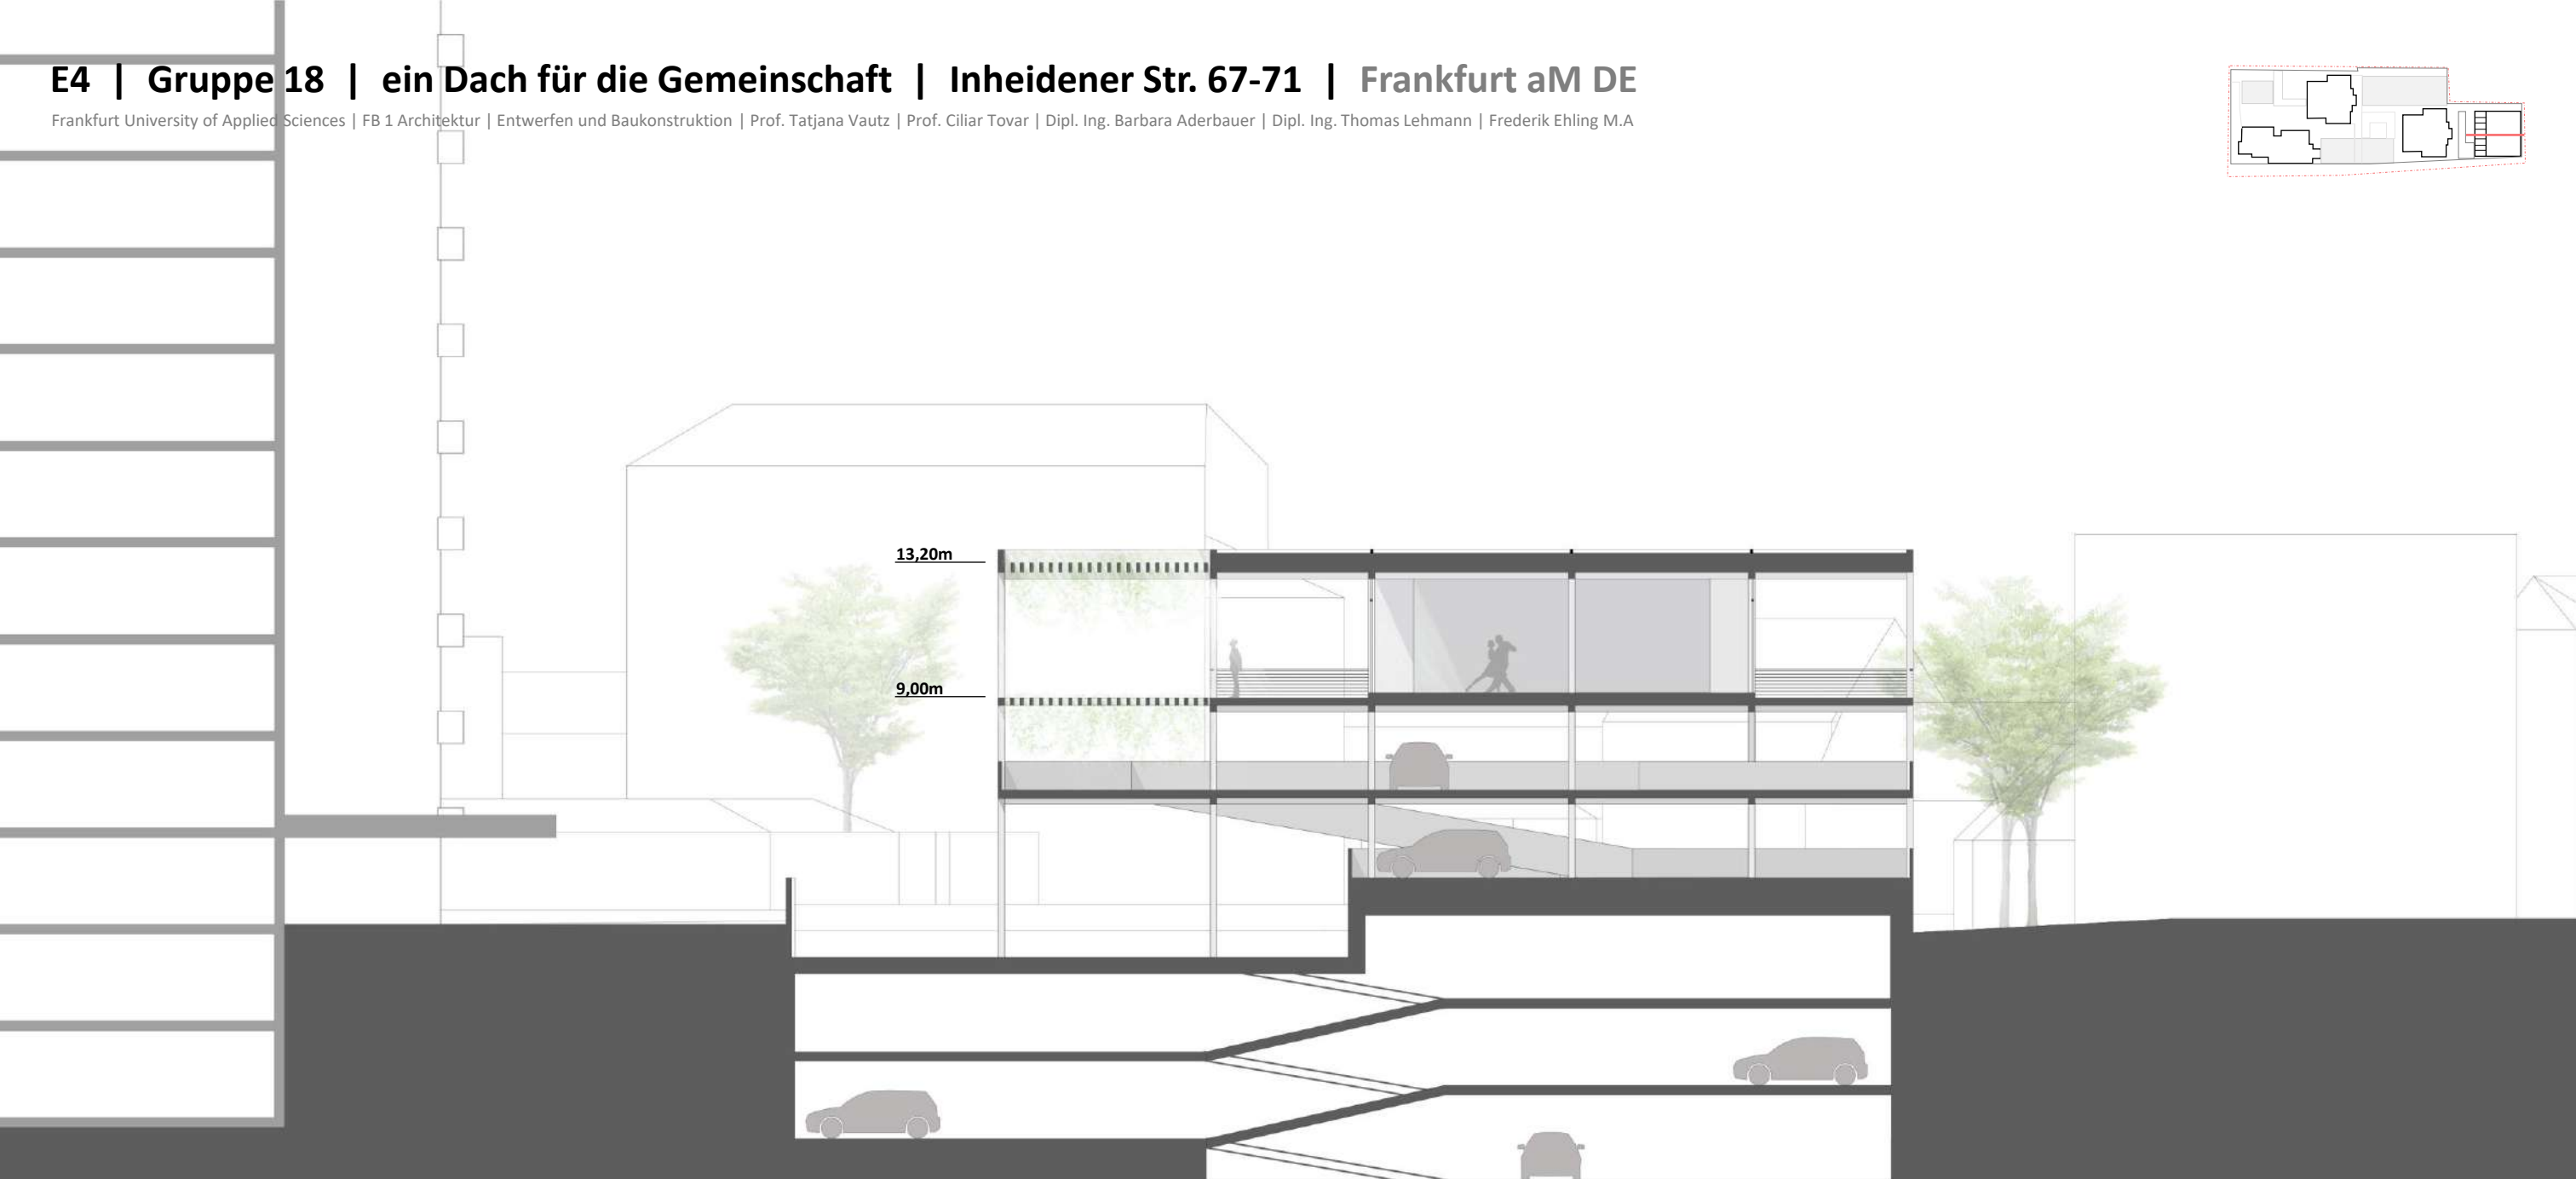 E4 | Gruppe 18 | ein Dach für die Gemeinschaft | Inheidener Str. 67-71 | Frankfurt aM DE
Frankfurt University of Applied Sciences | FB 1 Architektur | Entwerfen und Baukonstruktion | Prof. Tatjana Vautz | Prof. Ciliar Tovar | Dipl. Ing. Barbara Aderbauer | Dipl. Ing. Thomas Lehmann | Frederik Ehling M.A
13,20m
9,00m